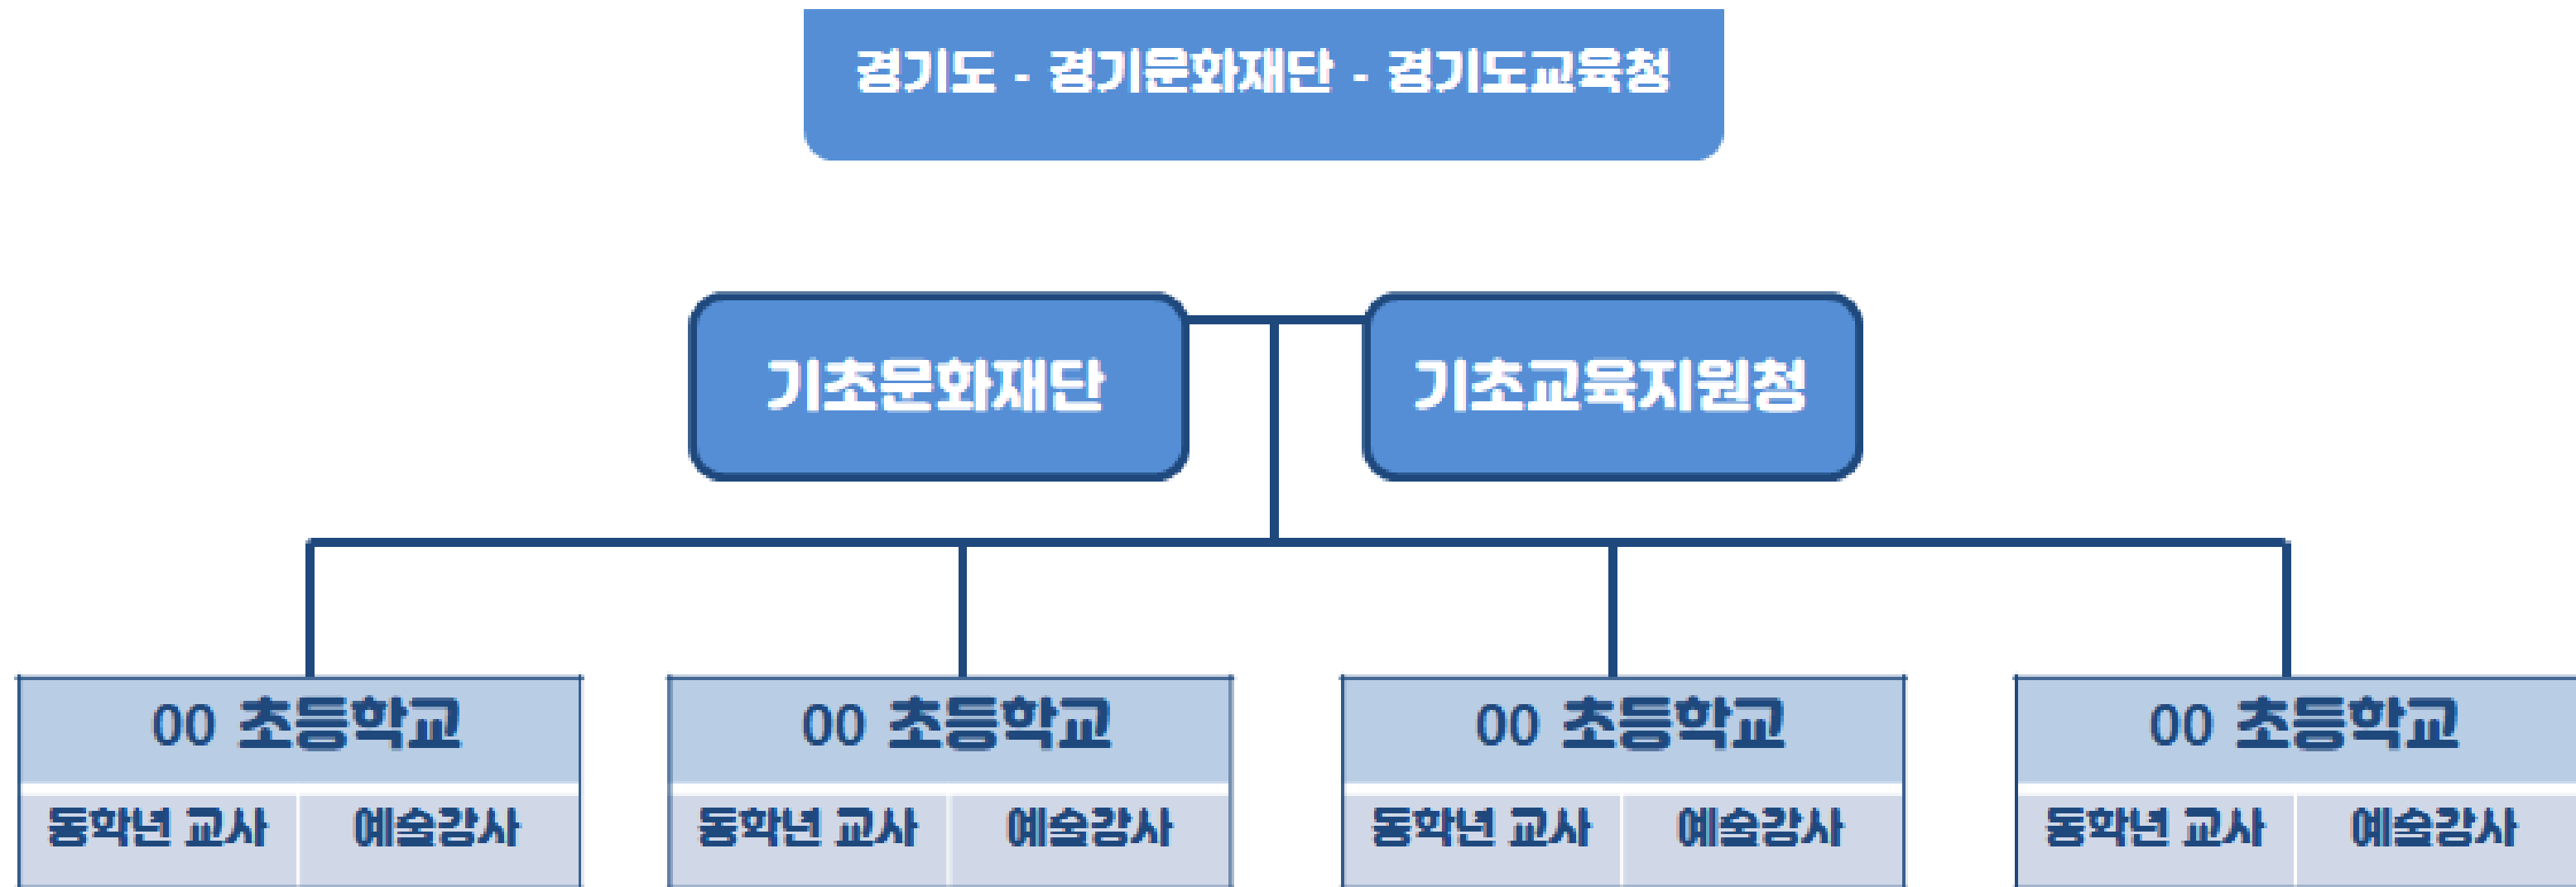 경기도 - 경기문화재단 - 경기도교육청
기초문화재단 기초교육지원청
00 초등학교 00 초등학교 00 초등학교 00 초등학교
동학년 교사 예술강사 동학년 교사 예술강사 동학년 교사 예술강사 동학년 교사 예술강사